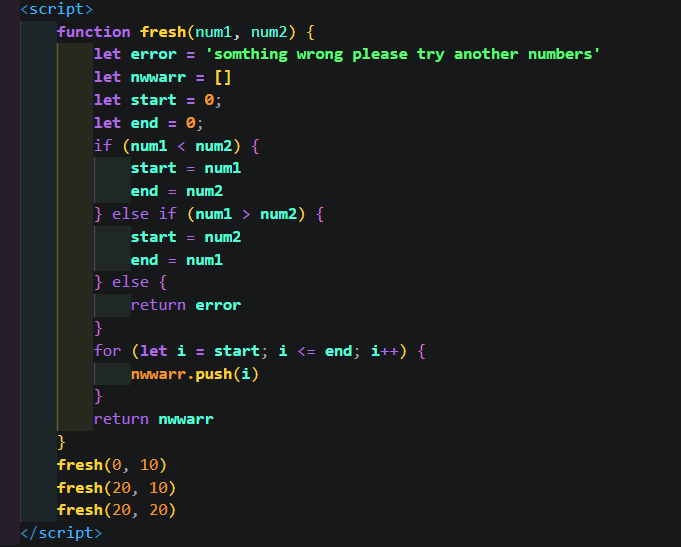 <script>
function fresh(num1, num2) {
let error = 'somthing wrong please try another numbers'
let nwwarr = []
let start = 0;
let end = 0;
if (num1 < num2) {
start = num1
end = num2
} else if (num1 > num2) {
start = num2
end = num1
} else {
return error
}
for (let i = start; i <= end; i++) {
nwwarr.push(i)
}
return nwwarr
}
fresh(0, 10)
fresh(20, 10)
fresh(20, 20)
</script>